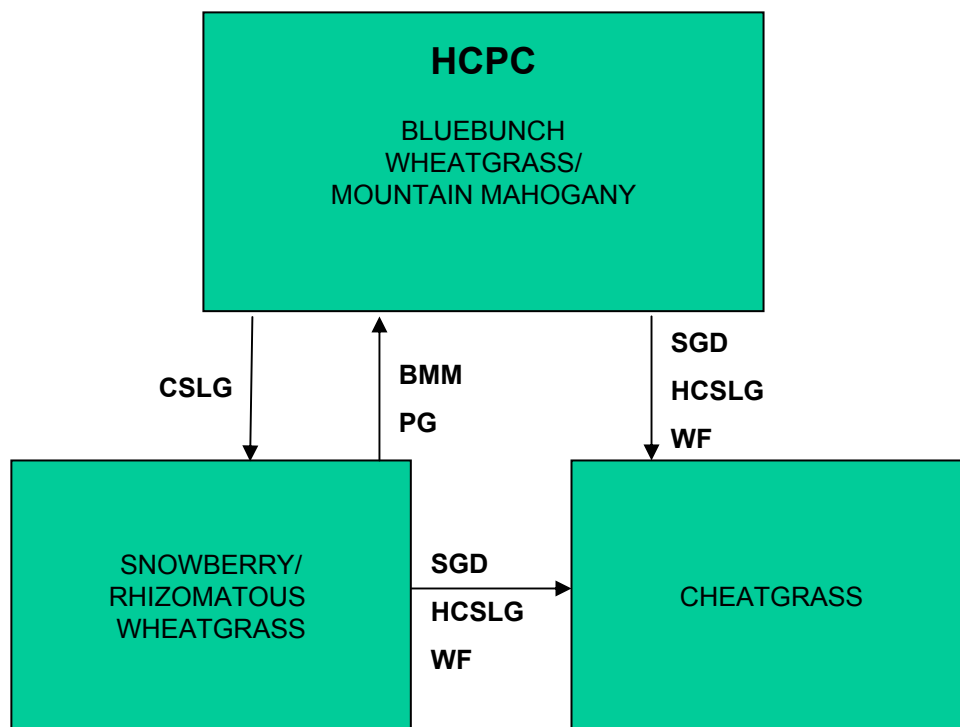 HCPC
BLUEBUNCH
WHEATGRASS/
MOUNTAIN MAHOGANY
CSLG
BMM
PG
SGD
HCSLG
WF
SNOWBERRY/
RHIZOMATOUS
WHEATGRASS
SGD
HCSLG
WF
CHEATGRASS